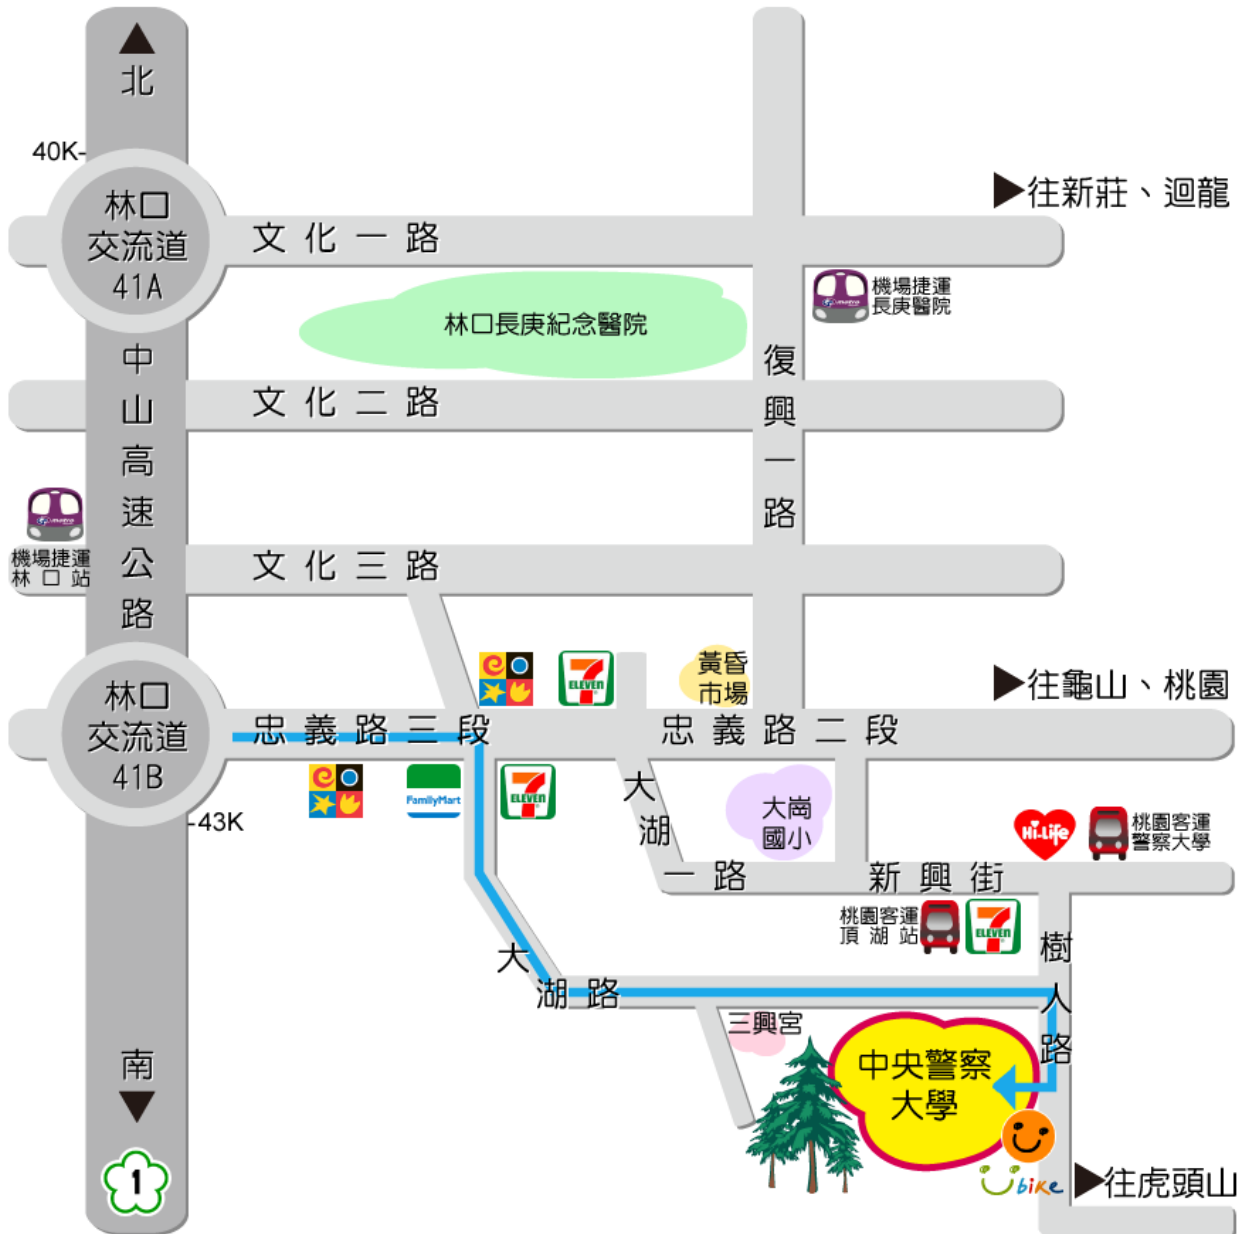 北
40K-
林口
交流道
41A
文化一路
往新莊、迴龍
機場捷運
長庚醫院
林口長庚紀念醫院
中山高速公路
復興一路
文化二路
metro
機場捷運
林口站
文化三路
7
ELEVEN
黃昏
市場
往龜山、桃園
林口
交流道
41B
忠義路三段
忠義路二段
FamilyMart
7
ELEVEN
-43K
大湖一路
大崗
國小
Hi-Life
桃園客運
警察大學
新興街
桃園客運
頂湖站
7
ELEVEN
樹人路
大湖路
三興宮
中央警察
大學
南
1
Ubike
往虎頭山